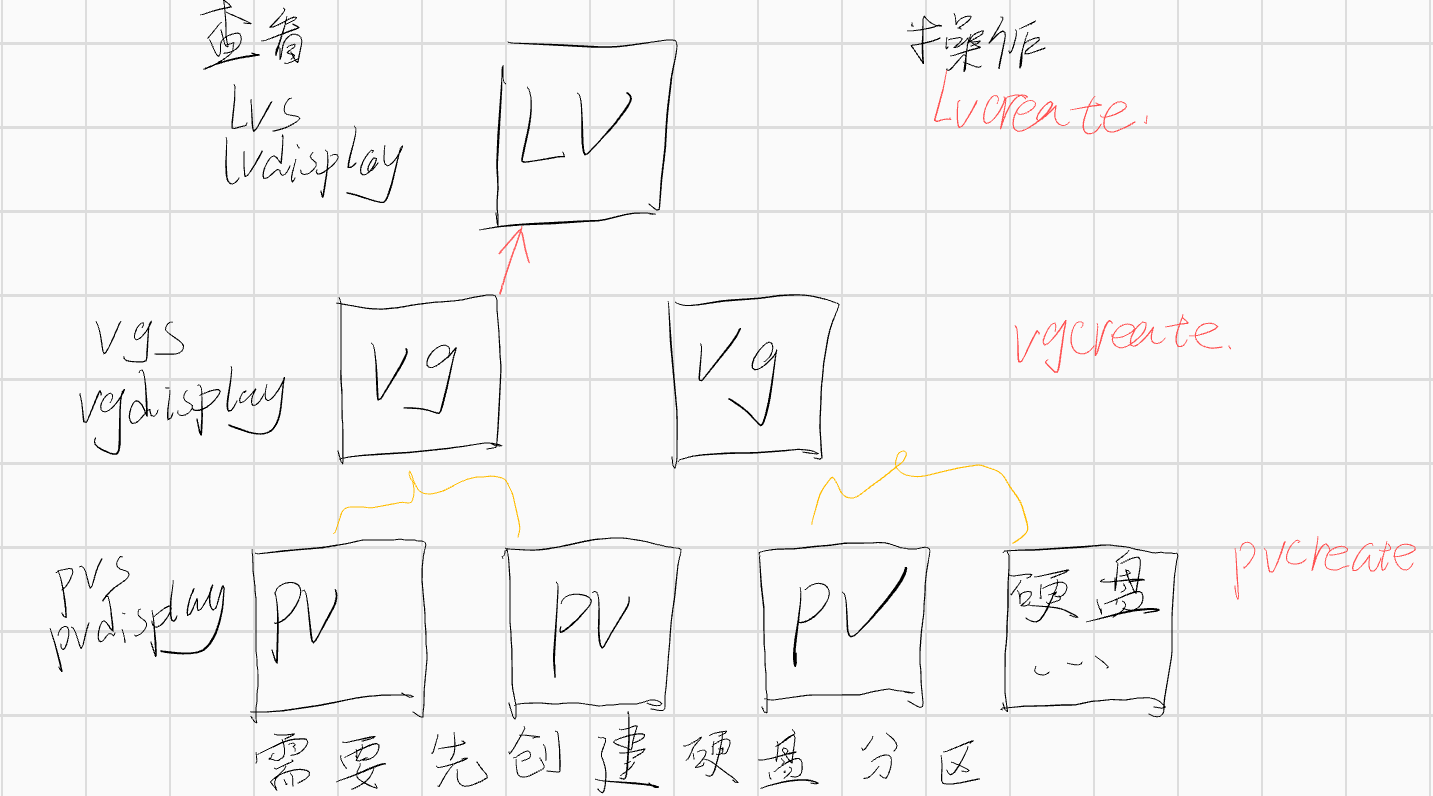 查看
操作
LVS
lvdisplay
LV
Lvcreate.
vgs
vgdisplay
vg
vg
vgcreate.
pvs
pvdisplay
PV
pv
PV
硬盘
...
pvcreate
需要先创建硬盘分区